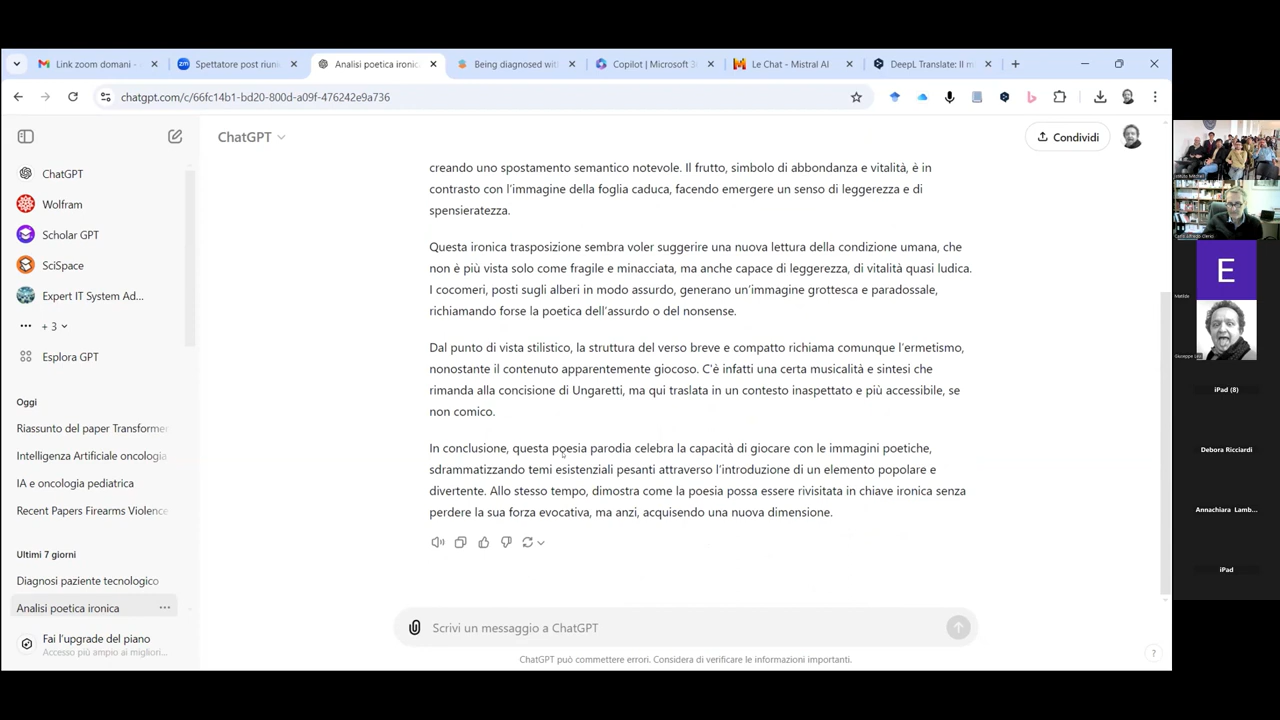 Link zoom domani -
Spettatore post riuni
Analisi poetica ironic
Being diagnosed wit
Copilot | Microsoft 3
Le Chat - Mistral AI
DeepL Translate: Il m
chatgpt.com/c/66fc14b1-bd20-800d-a09f-476242e9a736
ChatGPT
Condividi
ChatGPT
Wolfram
Scholar GPT
SciSpace
Expert IT System Ad...
+ 3
Esplora GPT
Oggi
Riassunto del paper Transforme
Intelligenza Artificiale oncologia
IA e oncologia pediatrica
Recent Papers Firearms Violence
Ultimi 7 giorni
Diagnosi paziente tecnologico
Analisi poetica ironica
Fai l'upgrade del piano
Accesso più ampio ai migliori...
creando uno spostamento semantico notevole. Il frutto, simbolo di abbondanza e vitalità, è in
contrasto con l'immagine della foglia caduca, facendo emergere un senso di leggerezza e di
spensieratezza.
Questa ironica trasposizione sembra voler suggerire una nuova lettura della condizione umana, che
non è più vista solo come fragile e minacciata, ma anche capace di leggerezza, di vitalità quasi ludica.
I cocomeri, posti sugli alberi in modo assurdo, generano un'immagine grottesca e paradossale,
richiamando forse la poetica dell'assurdo o del nonsense.
Dal punto di vista stilistico, la struttura del verso breve e compatto richiama comunque l'ermetismo,
nonostante il contenuto apparentemente giocoso. C'è infatti una certa musicalità e sintesi che
rimanda alla concisione di Ungaretti, ma qui traslata in un contesto inaspettato e più accessibile, se
non comico.
In conclusione, questa poesia parodia celebra la capacità di giocare con le immagini poetiche,
sdrammatizzando temi esistenziali pesanti attraverso l'introduzione di un elemento popolare e
divertente. Allo stesso tempo, dimostra come la poesia possa essere rivisitata in chiave ironica senza
perdere la sua forza evocativa, ma anzi, acquisendo una nuova dimensione.
Scrivi un messaggio a ChatGPT
ChatGPT può commettere errori. Considera di verificare le informazioni importanti.
?
E
Matilde
iPad (8)
Debora Ricciardi
Annachiara Lamb...
iPad